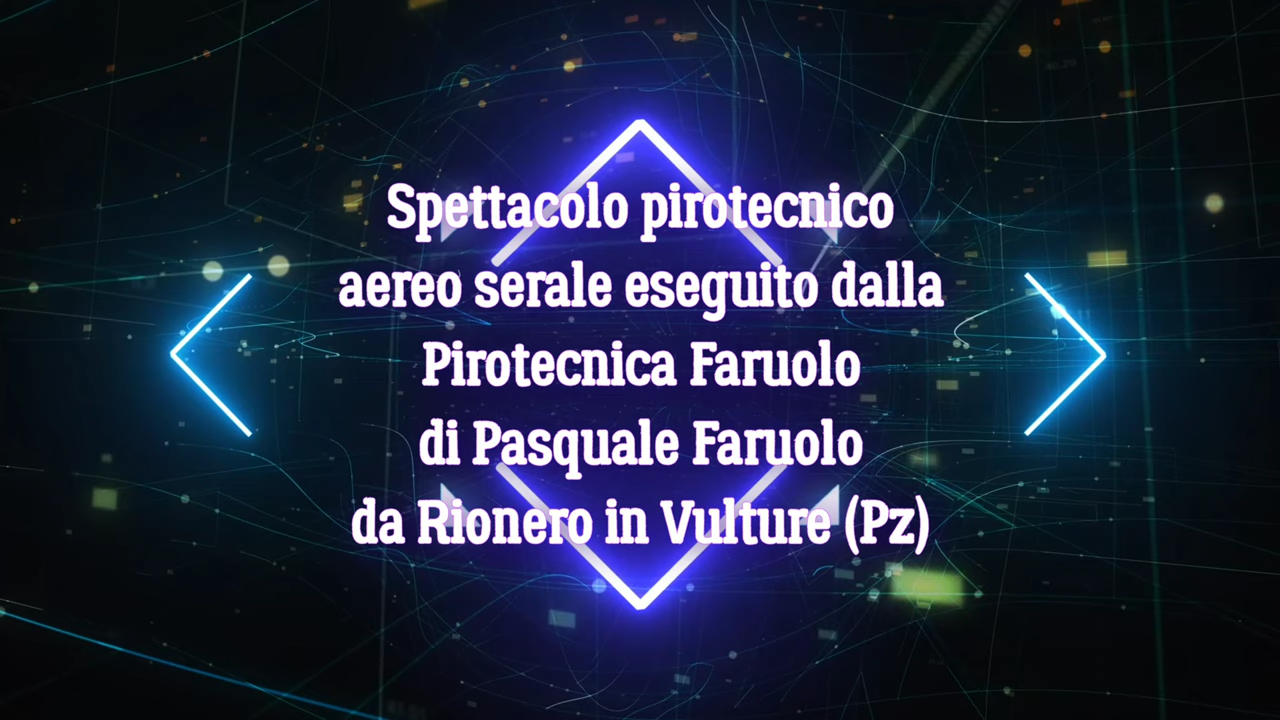 Spettacolo pirotecnico
aereo serale eseguito dalla
Pirotecnica Faruolo
di Pasquale Faruolo
da Rionero in Vulture (Pz)